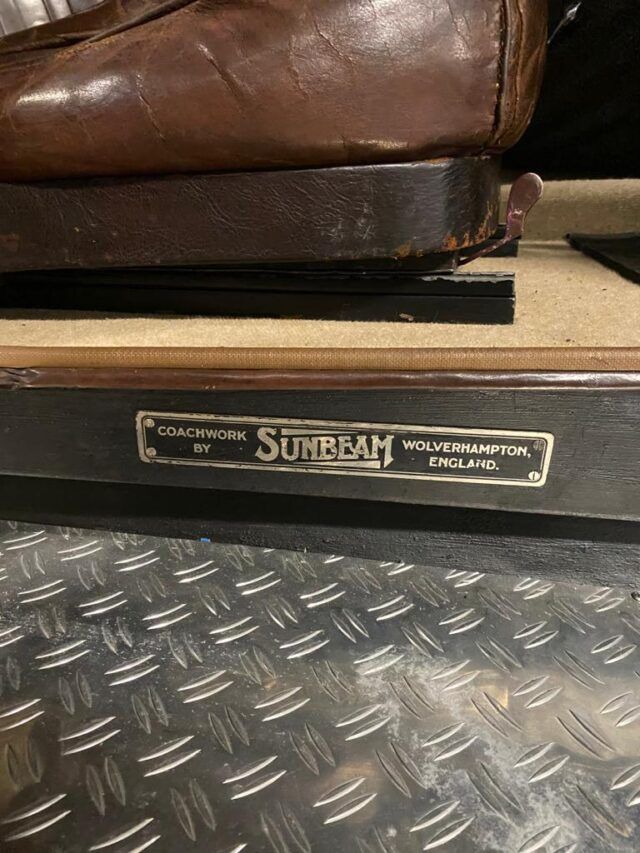 COACHWORK
BY
SUNBEAM
WOLVERHAMPTON,
ENGLAND.